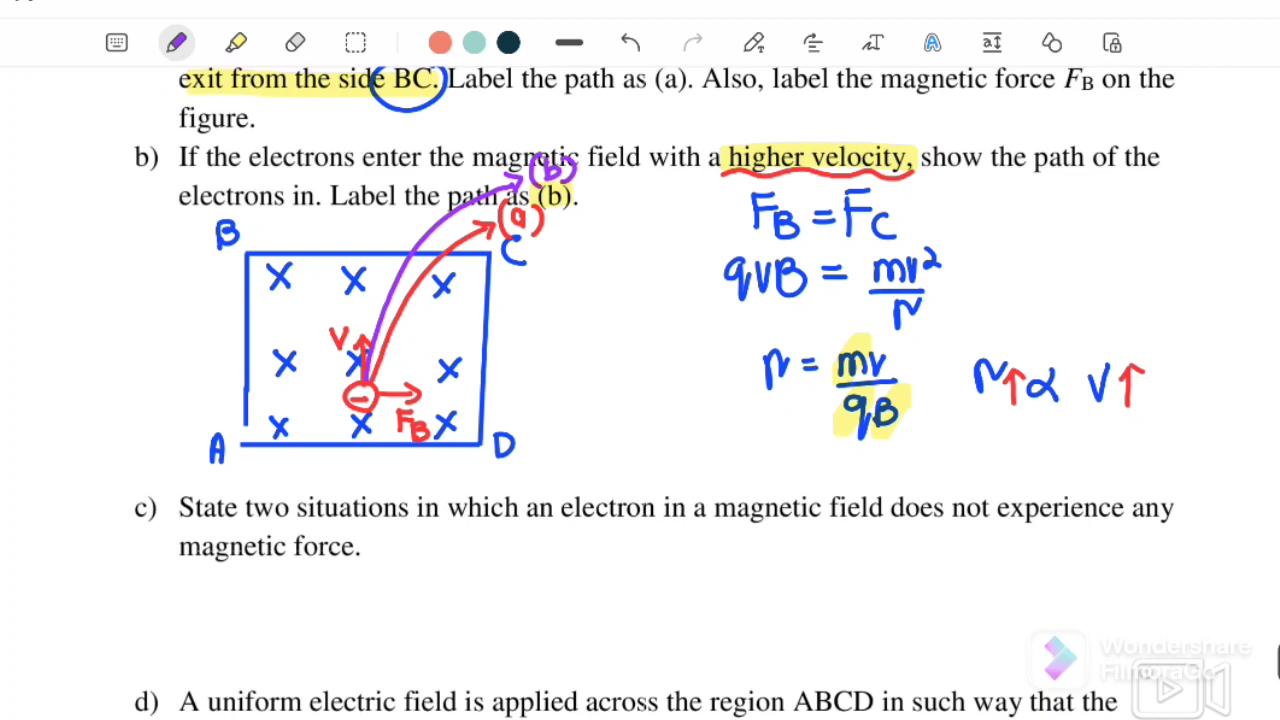 exit from the side BC. Label the path as (a). Also, label the magnetic force FB on the
figure.
b) If the electrons enter the magnetic field with a higher velocity, show the path of the
electrons in. Label the path as (b).
(b)
(a)
B
C
X X X
V
X X X
−
FB
X X X
A
D
FB = FC
qVB = mv²/r
r = mv/qB
r↑ ∝ V↑
c) State two situations in which an electron in a magnetic field does not experience any
magnetic force.
Wondershare
FilmoraGo
d) A uniform electric field is applied across the region ABCD in such way that the